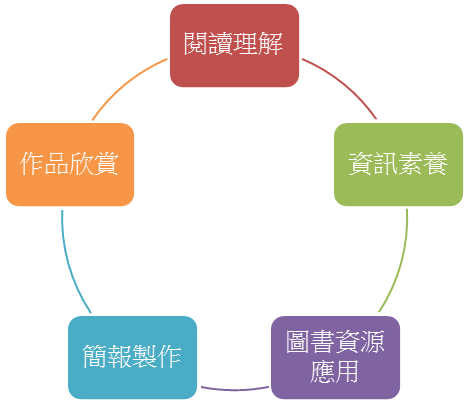 閱讀理解
資訊素養
圖書資源
應用
簡報製作
作品欣賞